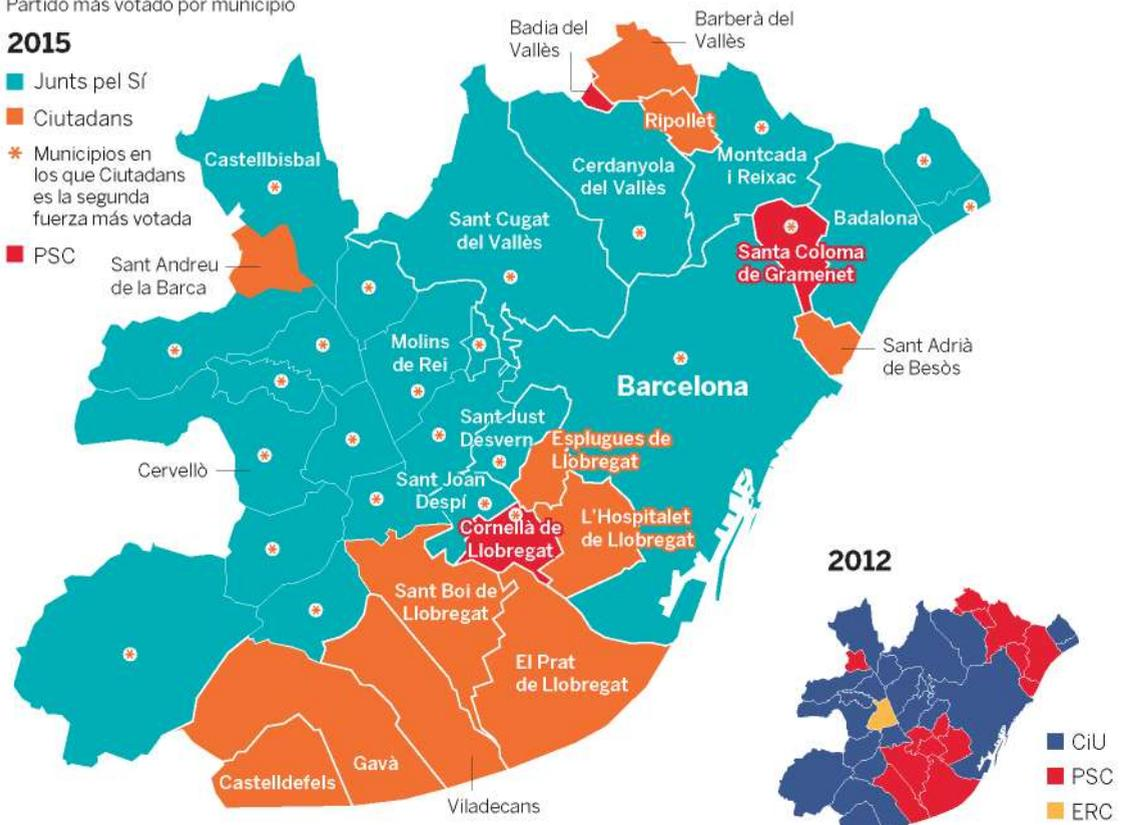 Partido más votado por municipio
2015
Junts pel Sí
Ciutadans
* Municipios en
los que Ciutadans
es la segunda
fuerza más votada
PSC
Badia del
Vallès
Barberà del
Vallès
Ripollet
Castellbisbal
Cerdanyola
del Vallès
Montcada
i Reixac
Sant Cugat
del Vallès
Badalona
Santa Coloma
de Gramenet
Sant Andreu
de la Barca
Molins
de Rei
Sant Adrià
de Besòs
Barcelona
Sant Just
Desvern
Esplugues de
Llobregat
Cervellò
Sant Joan
Despí
Cornellà de
Llobregat
L'Hospitalet
de Llobregat
Sant Boi de
Llobregat
El Prat
de Llobregat
Gavà
Castelldefels
Viladecans
2012
CiU
PSC
ERC